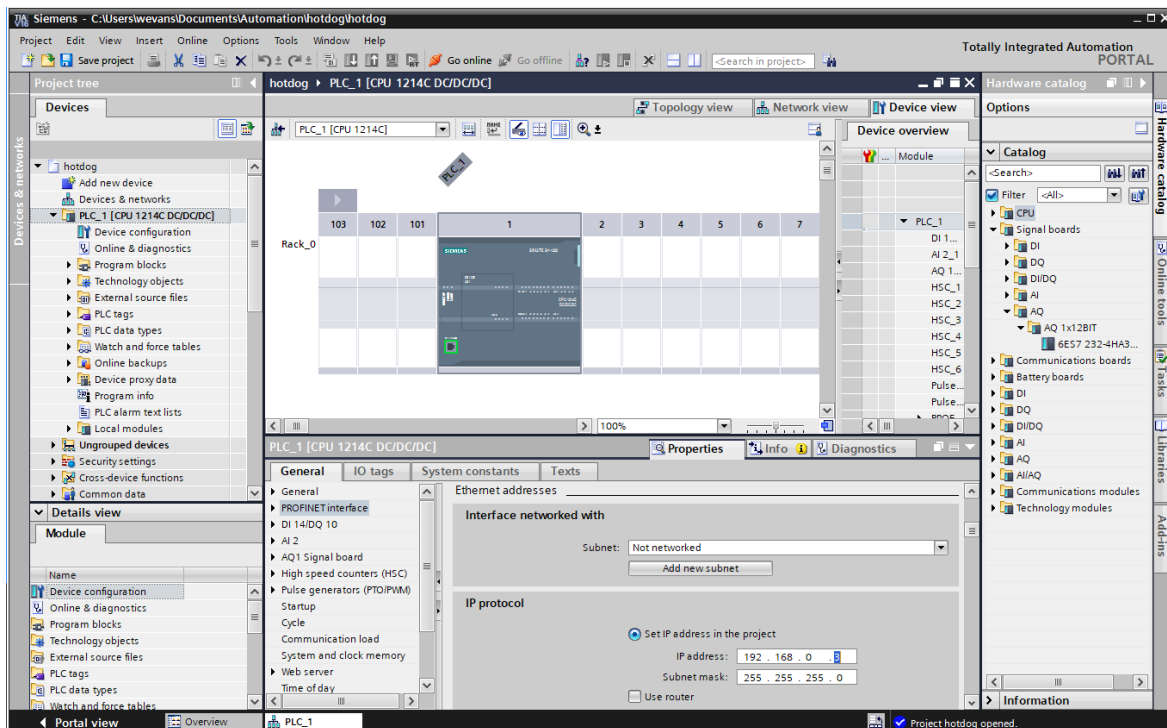 Siemens - C:\Users\wevans\Documents\Automation\hotdog\hotdog
Project Edit View Insert Online Options Tools Window Help
Totally Integrated Automation
PORTAL
Save project
Go online
Go offline
<Search in project>
Project tree
Devices
Devices & networks
hotdog
Add new device
Devices & networks
PLC_1 [CPU 1214C DC/DC/DC]
Device configuration
Online & diagnostics
Program blocks
Technology objects
External source files
PLC tags
PLC data types
Watch and force tables
Online backups
Device proxy data
Program info
PLC alarm text lists
Local modules
Ungrouped devices
Security settings
Cross-device functions
Common data
Details view
Module
Name
Device configuration
Online & diagnostics
Program blocks
Technology objects
External source files
PLC tags
PLC data types
Watch and force tables
hotdog PLC_1 [CPU 1214C DC/DC/DC]
Topology view Network view Device view
PLC_1 [CPU 1214C]
PLC_1
103 102 101 1 2 3 4 5 6 7
Rack_0
SIEMENS
100%
Device overview
... Module
PLC_1
DI 1...
AI 2_1
AQ 1...
HSC_1
HSC_2
HSC_3
HSC_4
HSC_5
HSC_6
Pulse...
Pulse...
PLC_1 [CPU 1214C DC/DC/DC]
Properties Info Diagnostics
General IO tags System constants Texts
General
PROFINET interface
DI 14/DQ 10
AI 2
AQ1 Signal board
High speed counters (HSC)
Pulse generators (PTO/PWM)
Startup
Cycle
Communication load
System and clock memory
Web server
Time of day
Ethernet addresses
Interface networked with
Subnet: Not networked
Add new subnet
IP protocol
Set IP address in the project
IP address: 192 . 168 . 0 . 3
Subnet mask: 255 . 255 . 255 . 0
Use router
Hardware catalog
Options
Catalog
<Search>
Filter <All>
CPU
Signal boards
DI
DQ
DI/DQ
AI
AQ
AQ 1x12BIT
6ES7 232-4HA3...
Communications boards
Battery boards
DI
DQ
DI/DQ
AI
AQ
AI/AQ
Communications modules
Technology modules
Information
Hardware catalog
Online tools
Tasks
Libraries
Add-ins
Portal view
Overview
PLC_1
Project hotdog opened.